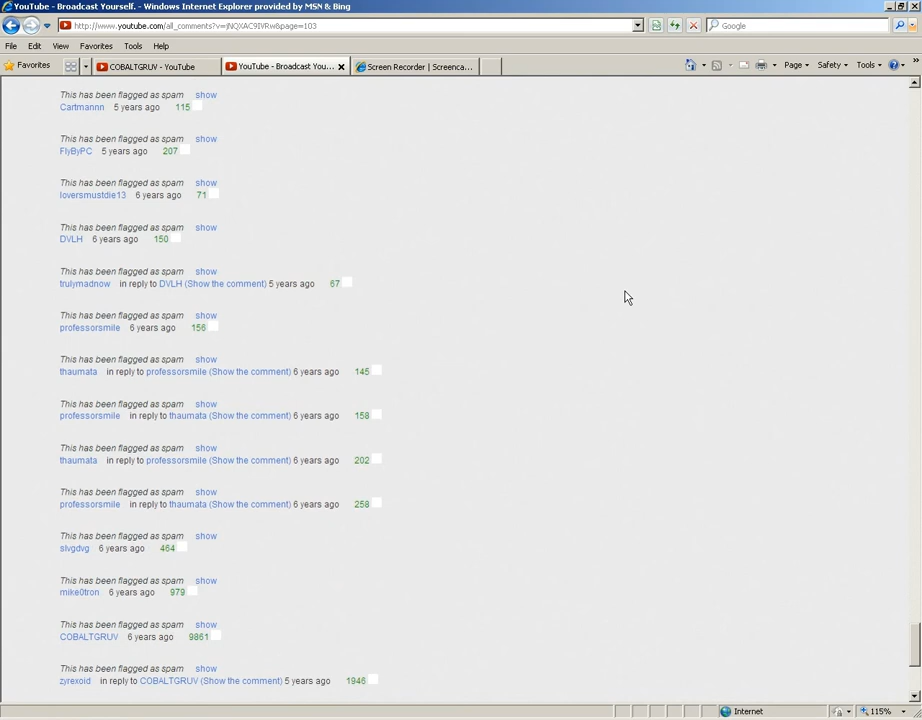 YouTube - Broadcast Yourself. - Windows Internet Explorer provided by MSN & Bing
http://www.youtube.com/all_comments?v=jNQXAC9IVRw&page=103
Google
File Edit View Favorites Tools Help
Favorites COBALTGRUV - YouTube YouTube - Broadcast You... Screen Recorder | Screenca... Page Safety Tools
This has been flagged as spam show
Cartmannn 5 years ago 115
This has been flagged as spam show
FlyByPC 5 years ago 207
This has been flagged as spam show
loversmustdie13 6 years ago 71
This has been flagged as spam show
DVLH 6 years ago 150
This has been flagged as spam show
trulymadnow in reply to DVLH (Show the comment) 5 years ago 67
This has been flagged as spam show
professorsmile 6 years ago 156
This has been flagged as spam show
thaumata in reply to professorsmile (Show the comment) 6 years ago 145
This has been flagged as spam show
professorsmile in reply to thaumata (Show the comment) 6 years ago 158
This has been flagged as spam show
thaumata in reply to professorsmile (Show the comment) 6 years ago 202
This has been flagged as spam show
professorsmile in reply to thaumata (Show the comment) 6 years ago 258
This has been flagged as spam show
slvgdvg 6 years ago 464
This has been flagged as spam show
mike0tron 6 years ago 979
This has been flagged as spam show
COBALTGRUV 6 years ago 9861
This has been flagged as spam show
zyrexoid in reply to COBALTGRUV (Show the comment) 5 years ago 1946
Internet 115%